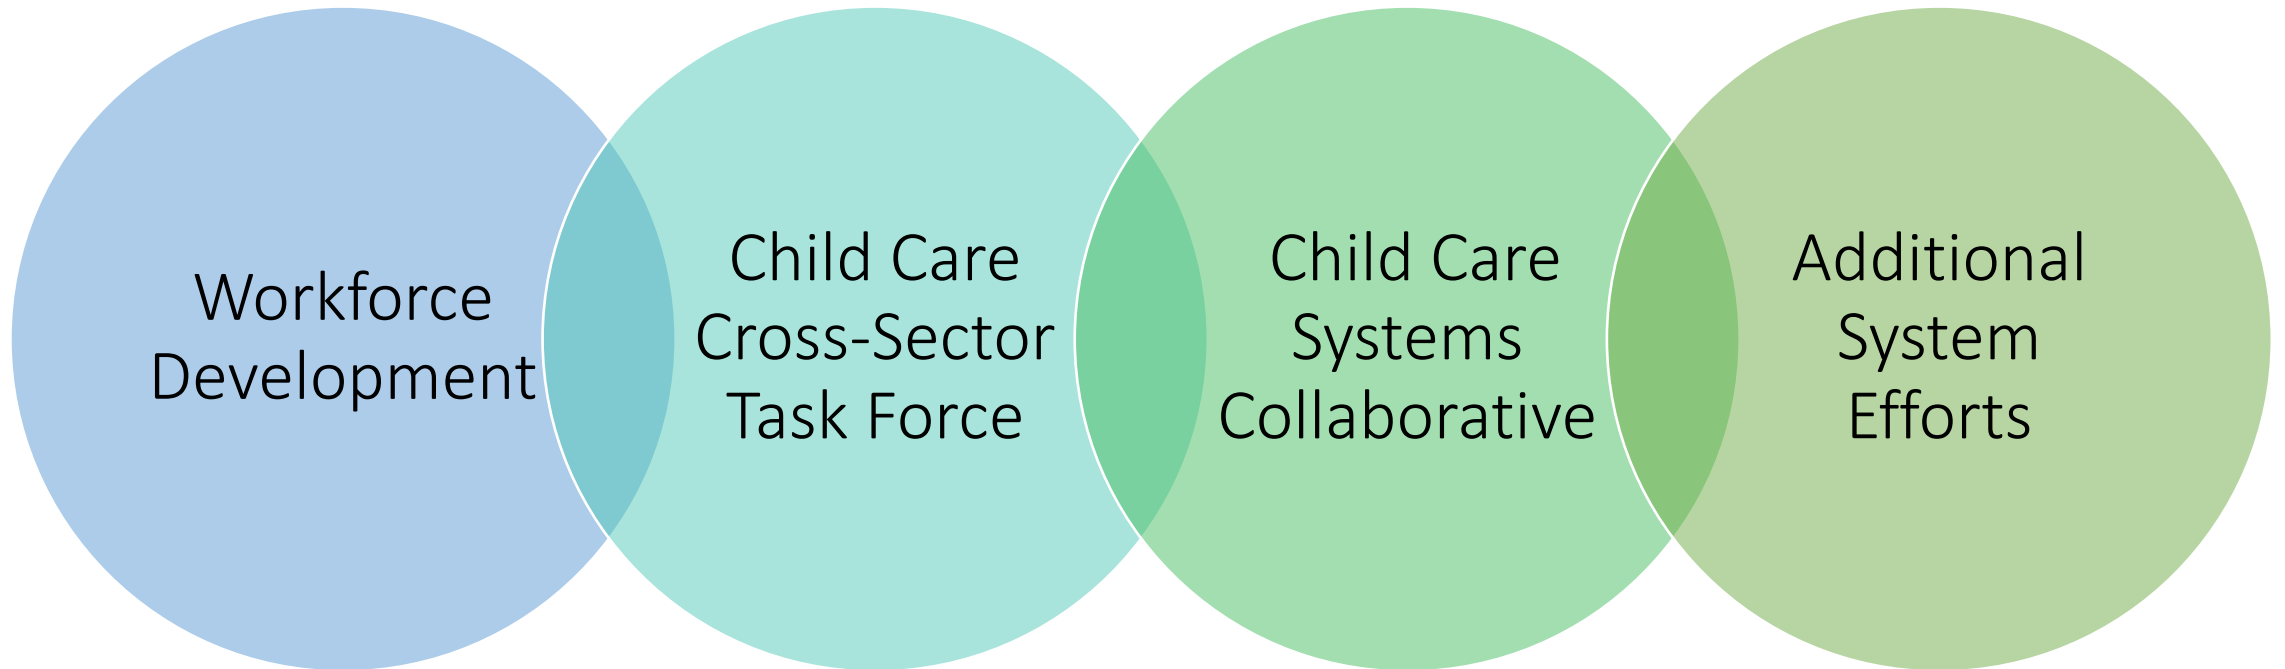 Workforce
Development
Child Care
Cross-Sector
Task Force
Child Care
Systems
Collaborative
Additional
System
Efforts